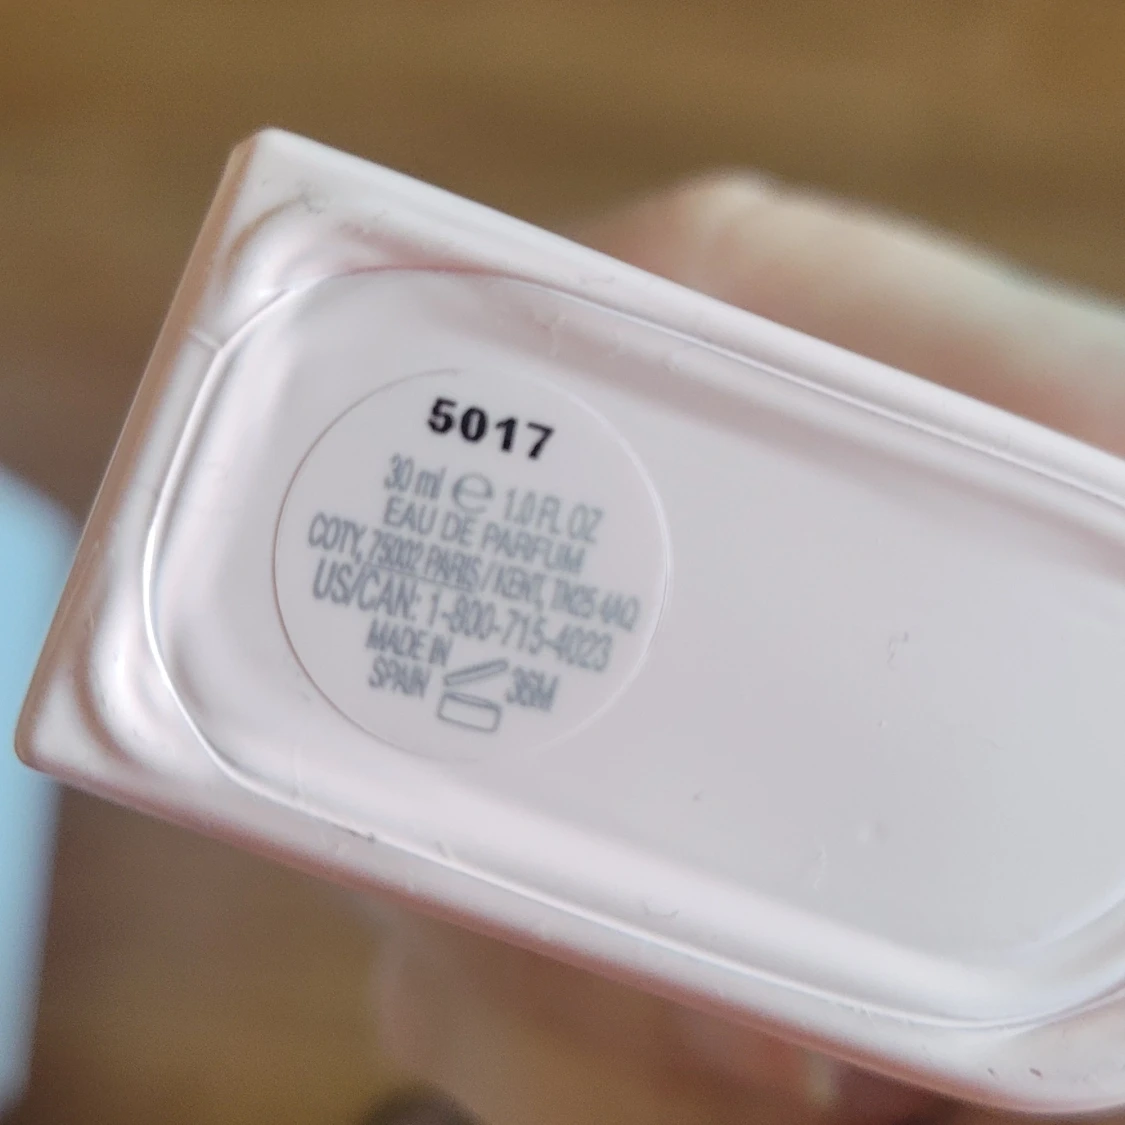 5017
30 ml e 1.0 FL OZ
EAU DE PARFUM
COTY, 75002 PARIS / KENT, TN25 4AQ
US/CAN: 1-800-715-4023
MADE IN
SPAIN
36M